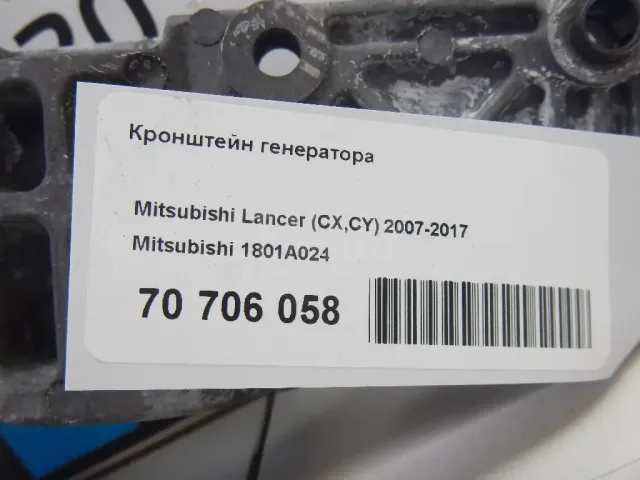 Кронштейн генератора
Mitsubishi Lancer (CX,CY) 2007-2017
Mitsubishi 1801A024
70 706 058